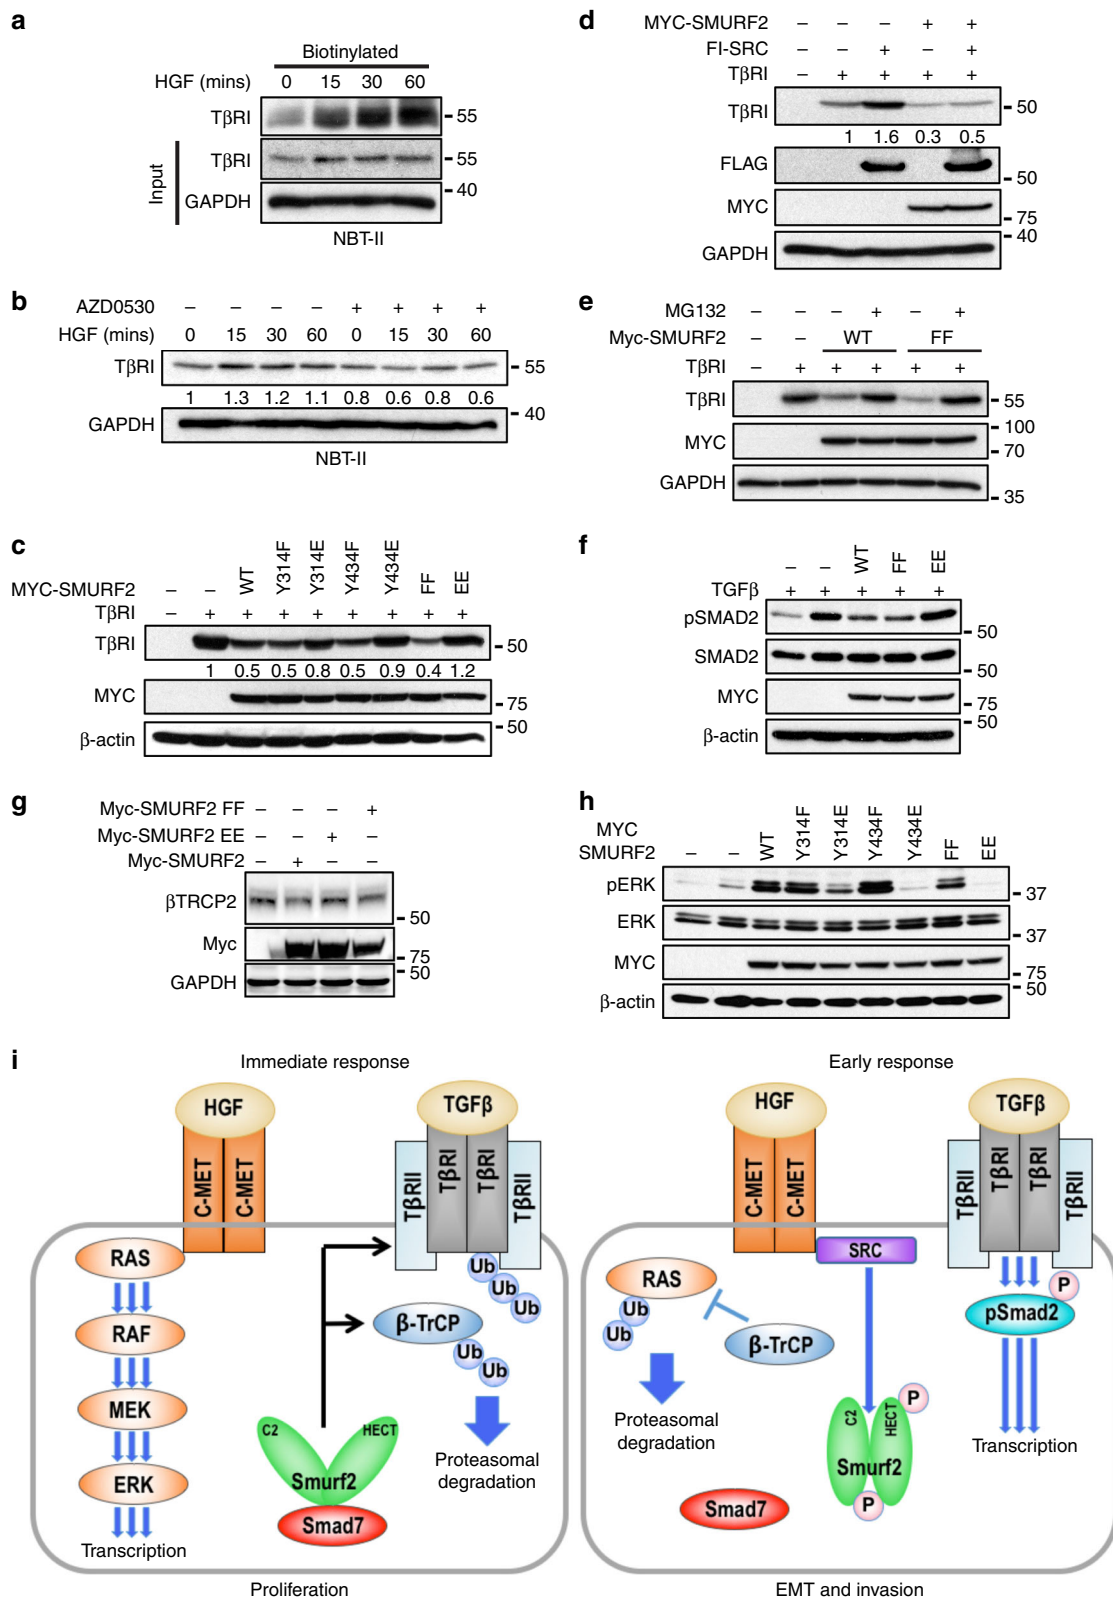 a
Biotinylated
HGF (mins) 0 15 30 60
TβRI 55
Input
TβRI 55
GAPDH 40
NBT-II
b
AZD0530 – – – – + + + +
HGF (mins) 0 15 30 60 0 15 30 60
TβRI 55
1 1.3 1.2 1.1 0.8 0.6 0.8 0.6
GAPDH 40
NBT-II
c
MYC-SMURF2 – – WT Y314F Y314E Y434F Y434E FF EE
TβRI – + + + + + + + +
TβRI 50
1 0.5 0.5 0.8 0.5 0.9 0.4 1.2
MYC 75
β-actin 50
d
MYC-SMURF2 – – – + +
FI-SRC – – + – +
TβRI – + + + +
TβRI 50
1 1.6 0.3 0.5
FLAG 50
MYC 75
GAPDH 40
e
MG132 – – – + – +
Myc-SMURF2 – – WT FF
TβRI – + + + + +
TβRI 55
MYC 100
70
GAPDH 35
f
– – WT FF EE
TGFβ + + + + +
pSMAD2 50
SMAD2 50
MYC 75
β-actin 50
g
Myc-SMURF2 FF – – – +
Myc-SMURF2 EE – – + –
Myc-SMURF2 – + – –
βTRCP2 50
Myc 75
GAPDH 50
h
MYC
SMURF2 – – WT Y314F Y314E Y434F Y434E FF EE
pERK 37
ERK 37
MYC 75
β-actin 50
i
Immediate response
HGF
C-MET
C-MET
TGFβ
TβRII
TβRI
TβRI
TβRII
RAS
RAF
MEK
ERK
Transcription
Ub
Ub
Ub
β-TrCP
Ub
Ub
Proteasomal
degradation
C2
HECT
Smurf2
Smad7
Proliferation
Early response
HGF
C-MET
C-MET
SRC
TGFβ
TβRII
TβRI
TβRI
TβRII
RAS
Ub
Ub
β-TrCP
Proteasomal
degradation
P
pSmad2
Transcription
C2
HECT
P
Smurf2
P
Smad7
EMT and invasion